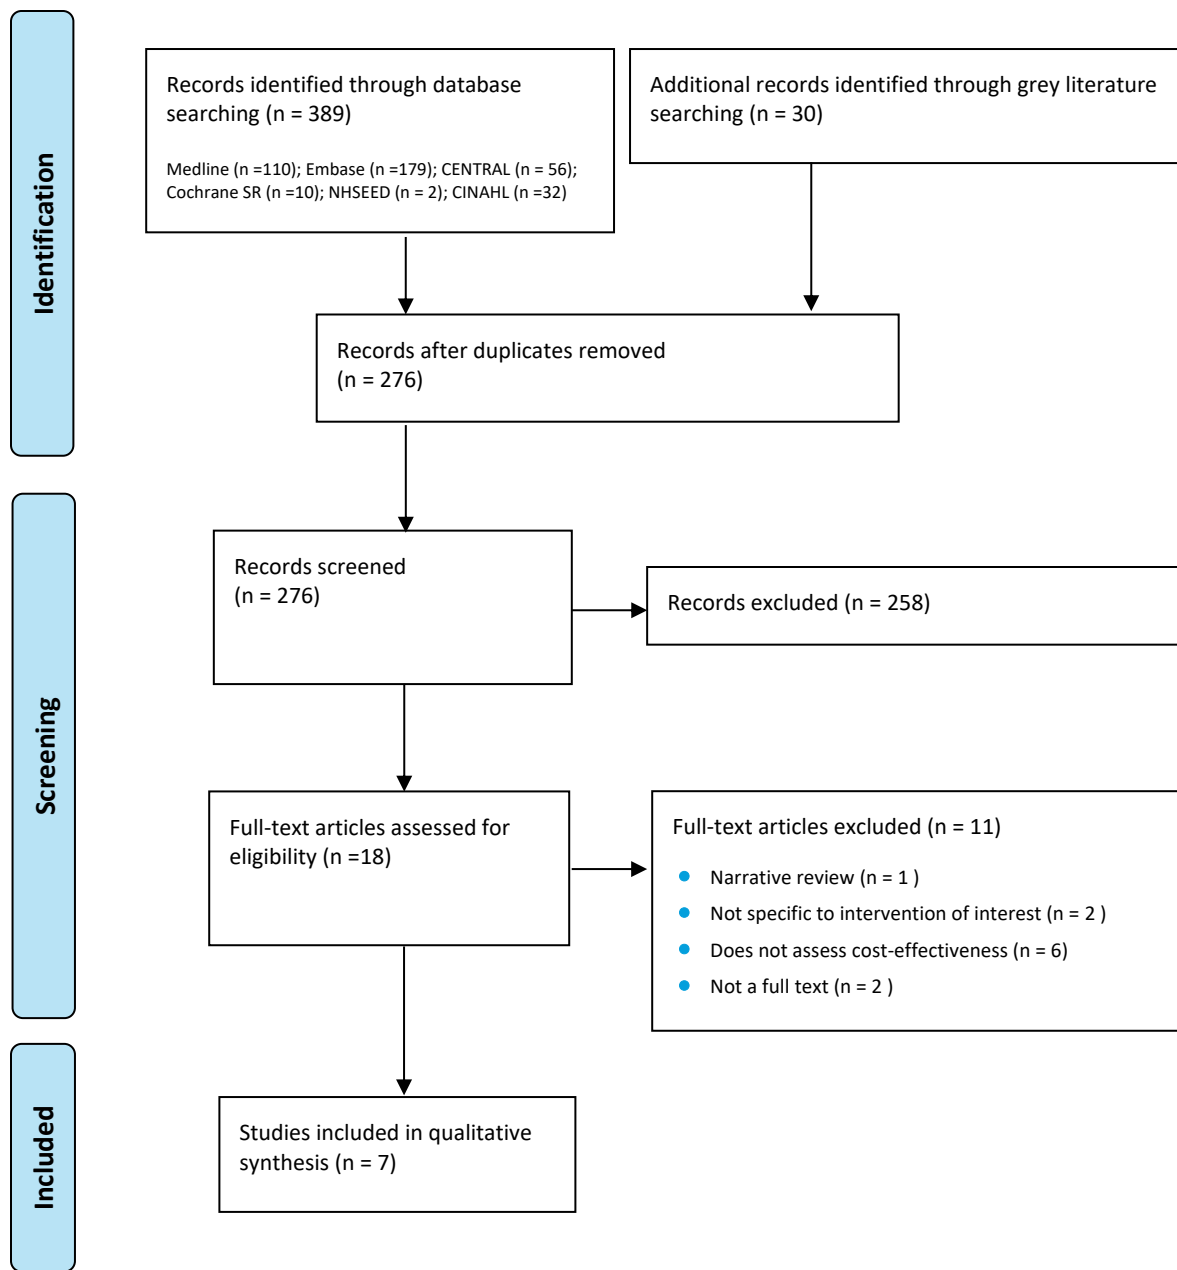 Identification
Records identified through database
searching (n = 389)
Medline (n =110); Embase (n =179); CENTRAL (n = 56);
Cochrane SR (n =10); NHSEED (n = 2); CINAHL (n =32)
Additional records identified through grey literature
searching (n = 30)
Records after duplicates removed
(n = 276)
Screening
Records screened
(n = 276)
Records excluded (n = 258)
Full-text articles assessed for
eligibility (n =18)
Full-text articles excluded (n = 11)
Narrative review (n = 1 )
Not specific to intervention of interest (n = 2 )
Does not assess cost-effectiveness (n = 6)
Not a full text (n = 2 )
Included
Studies included in qualitative
synthesis (n = 7)